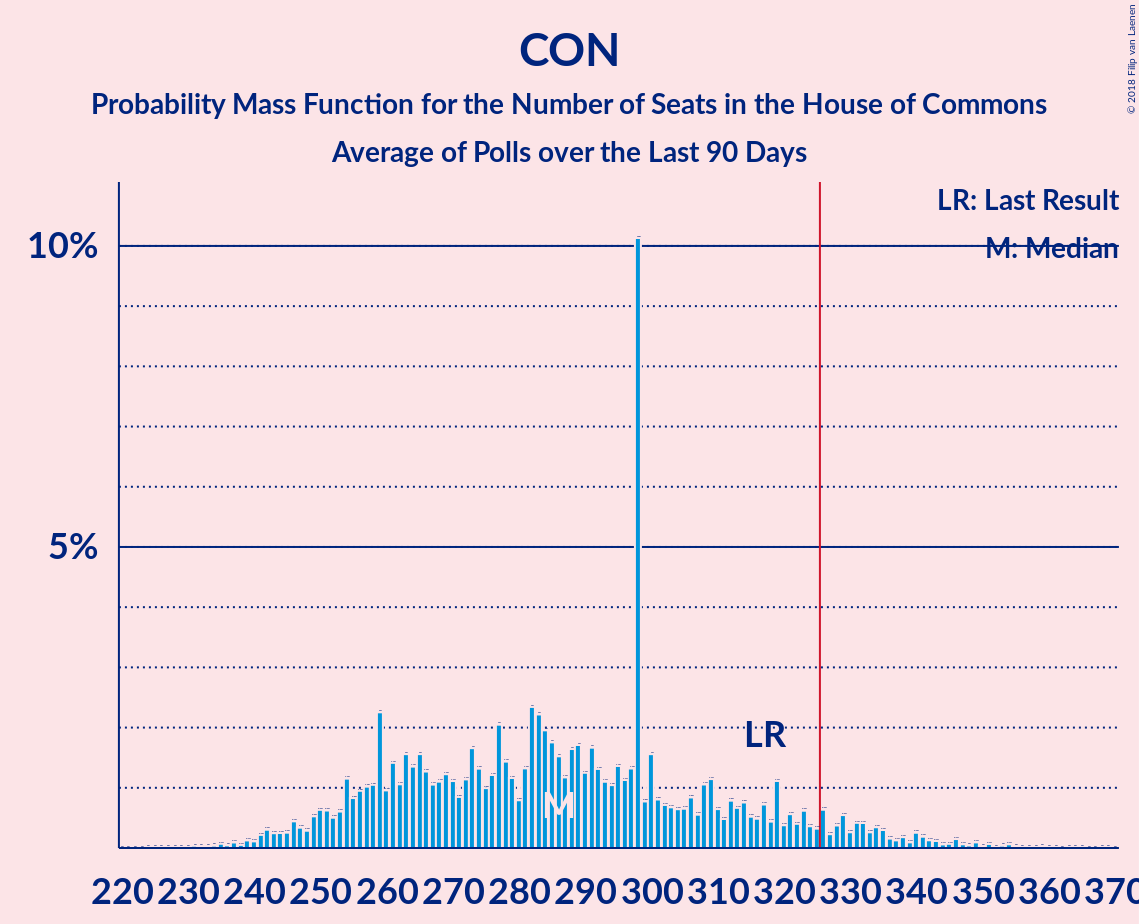 CON
Probability Mass Function for the Number of Seats in the House of Commons
Average of Polls over the Last 90 Days
© 2018 Filip van Laenen
LR: Last Result
M: Median
10%
5%
LR
M
220 230 240 250 260 270 280 290 300 310 320 330 340 350 360 370